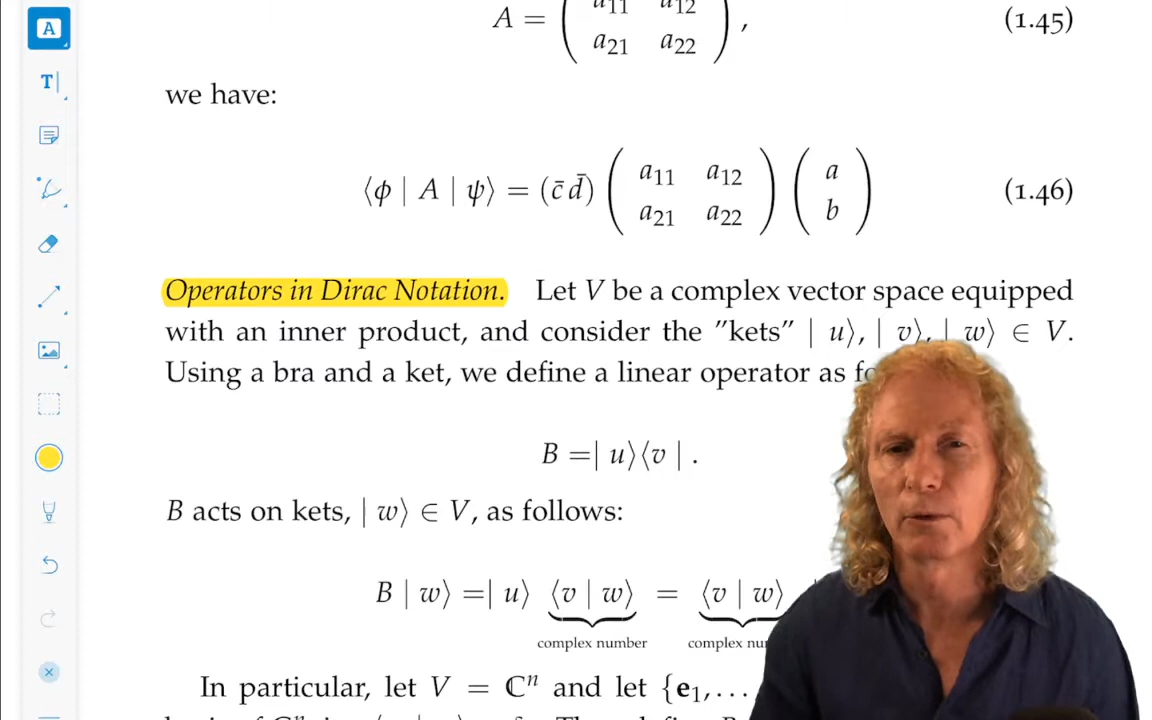 A = ( a11 a12
a21 a22 ) , (1.45)
we have:
⟨ϕ | A | ψ⟩ = (c̄ d̄) ( a11 a12
a21 a22 ) ( a
b ) (1.46)
Operators in Dirac Notation. Let V be a complex vector space equipped
with an inner product, and consider the ”kets” | u⟩, | v⟩, | w⟩ ∈ V.
Using a bra and a ket, we define a linear operator as
B =| u⟩⟨v | .
B acts on kets, | w⟩ ∈ V, as follows:
B | w⟩ =| u⟩ ⟨v | w⟩ = ⟨v | w⟩
complex number complex
In particular, let V = ℂn and let {e1, . . .
A
T